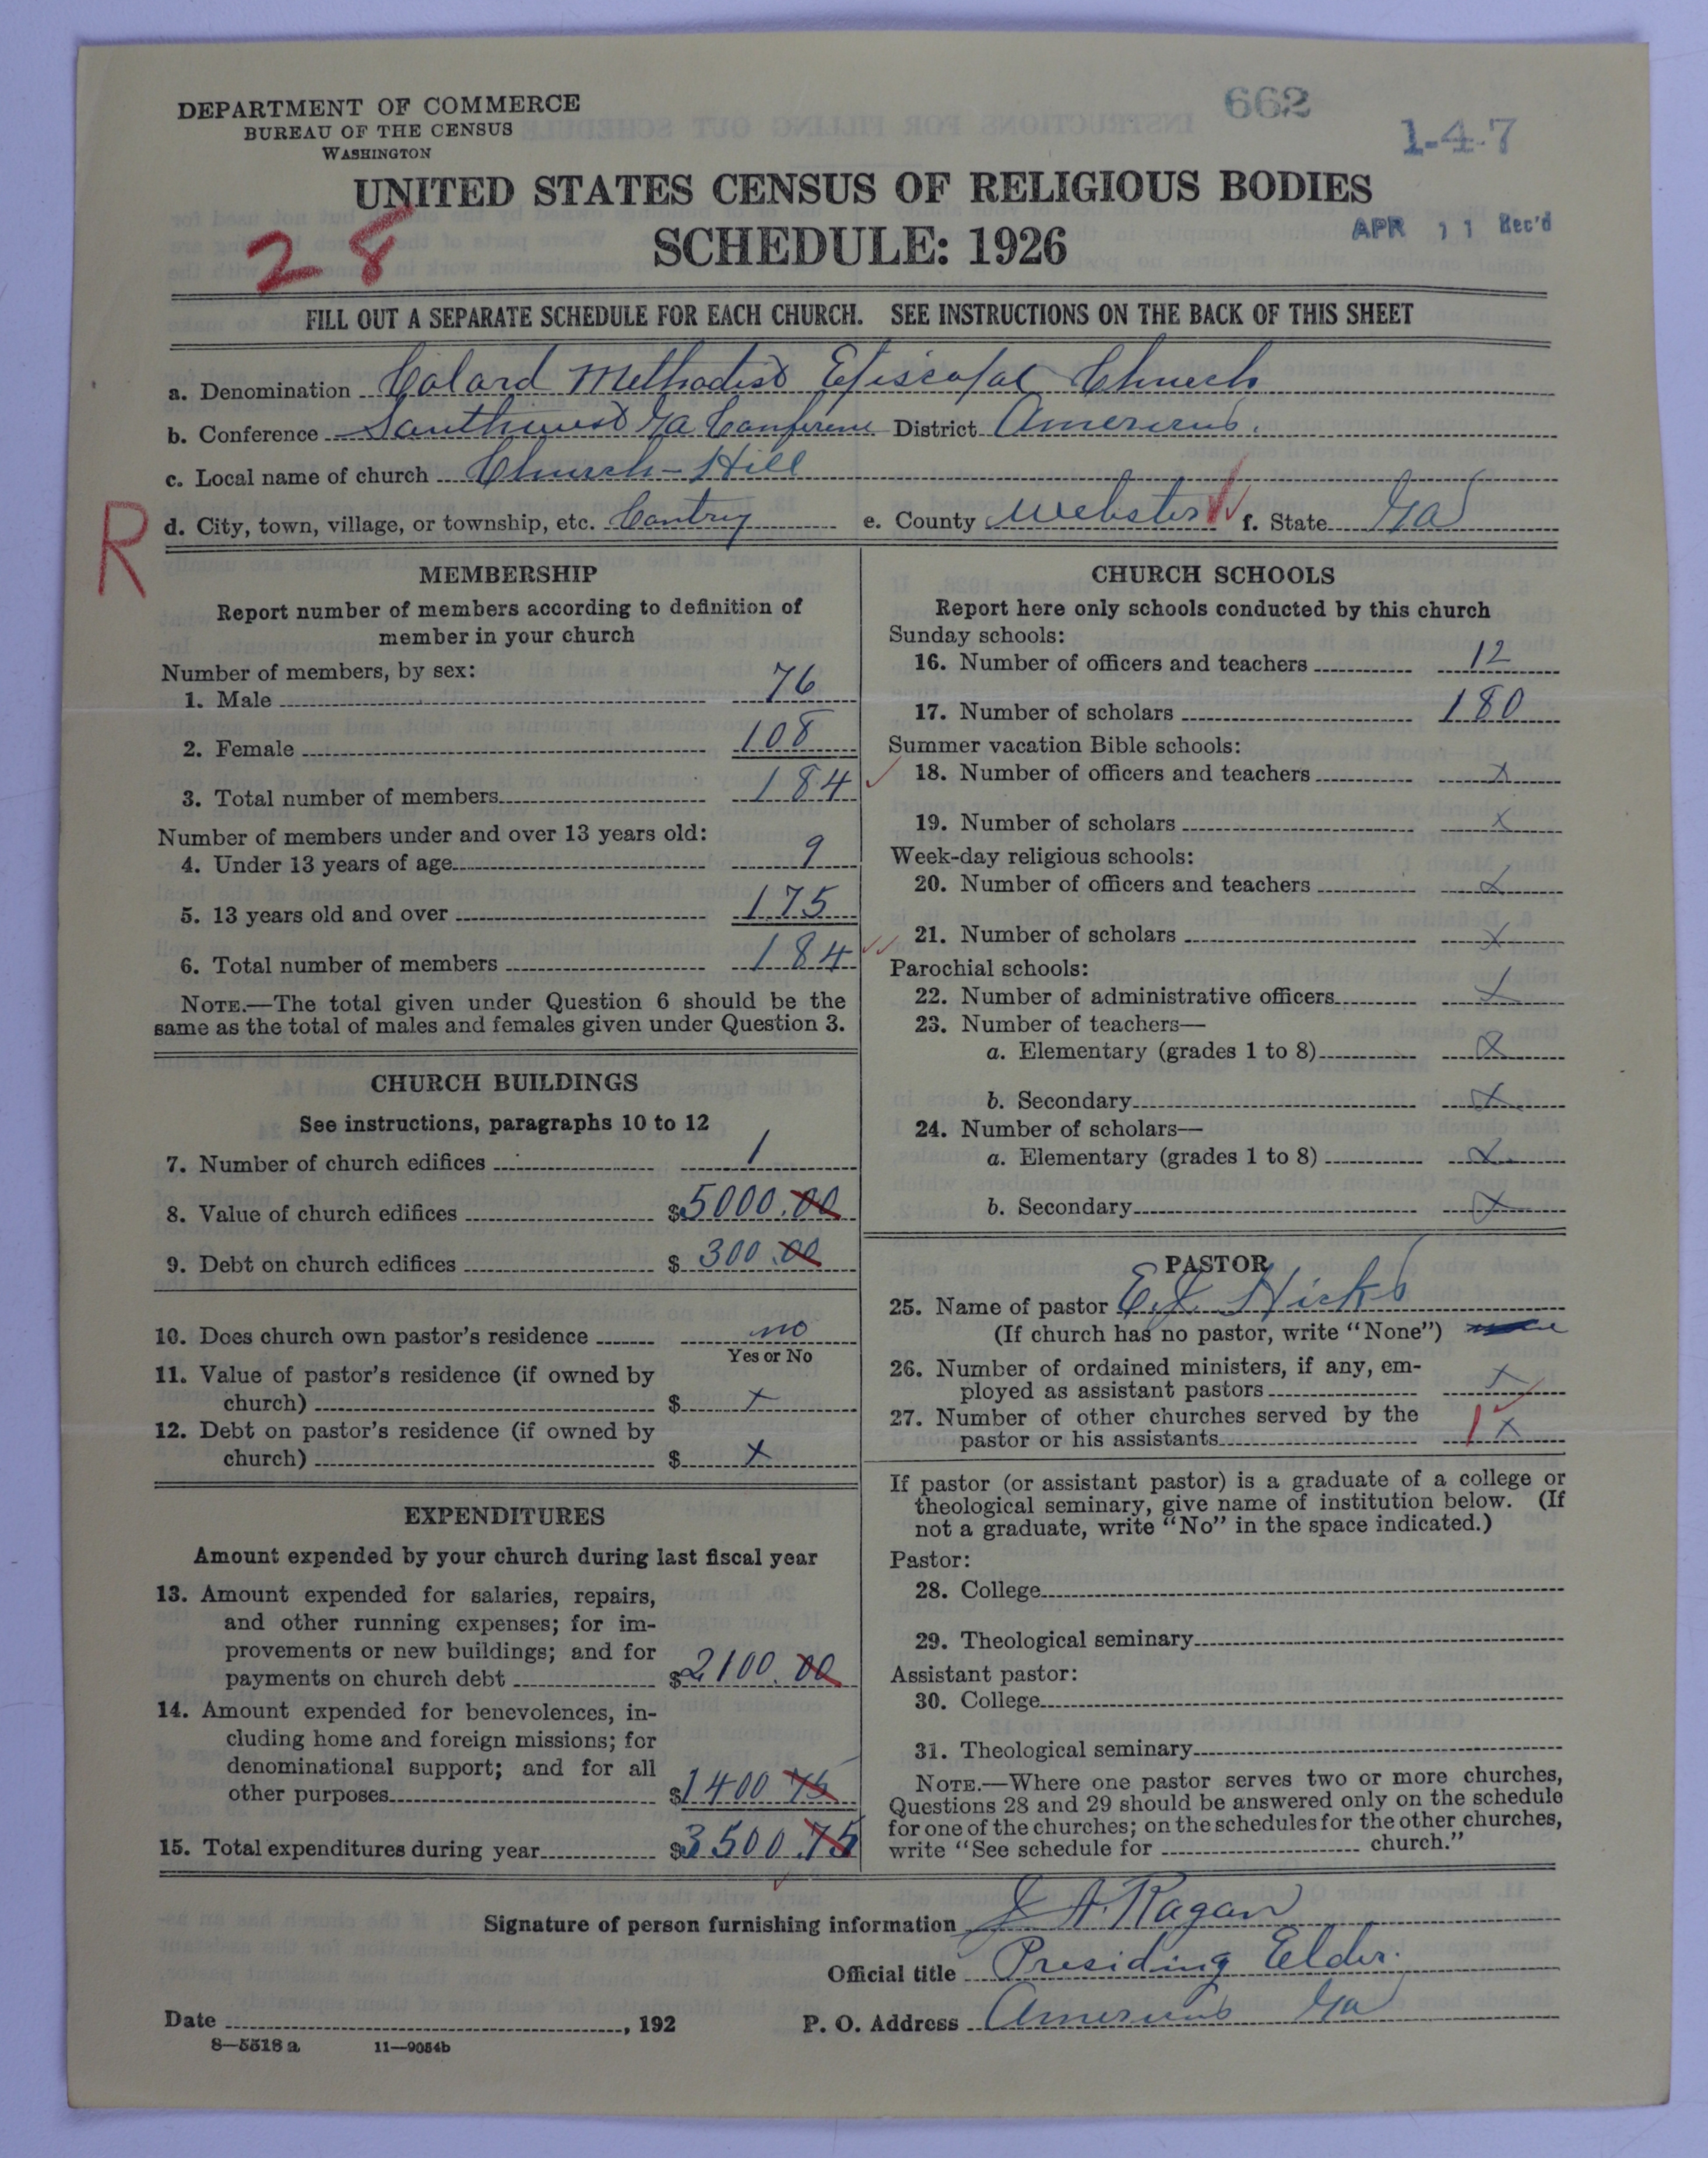 DEPARTMENT OF COMMERCE
BUREAU OF THE CENSUS
WASHINGTON
662
1-4-7
UNITED STATES CENSUS OF RELIGIOUS BODIES
SCHEDULE: 1926
APR 11 Rec'd
28
FILL OUT A SEPARATE SCHEDULE FOR EACH CHURCH. SEE INSTRUCTIONS ON THE BACK OF THIS SHEET
a. Denomination Colard Methodist Episcopal Church
b. Conference Southwest Ga Conference District Americus.
c. Local name of church Church-Hill
R d. City, town, village, or township, etc. Contry e. County Webster f. State Ga
MEMBERSHIP
Report number of members according to definition of
member in your church
Number of members, by sex:
1. Male 76
2. Female 108
3. Total number of members 184
Number of members under and over 13 years old:
4. Under 13 years of age 9
5. 13 years old and over 175
6. Total number of members 184
NOTE.—The total given under Question 6 should be the
same as the total of males and females given under Question 3.
CHURCH BUILDINGS
See instructions, paragraphs 10 to 12
7. Number of church edifices 1
8. Value of church edifices $5000.00
9. Debt on church edifices $300.00
10. Does church own pastor's residence no
Yes or No
11. Value of pastor's residence (if owned by
church) $ x
12. Debt on pastor's residence (if owned by
church) $ x
EXPENDITURES
Amount expended by your church during last fiscal year
13. Amount expended for salaries, repairs,
and other running expenses; for im-
provements or new buildings; and for
payments on church debt $2100.00
14. Amount expended for benevolences, in-
cluding home and foreign missions; for
denominational support; and for all
other purposes $1400 75
15. Total expenditures during year $3500.75
CHURCH SCHOOLS
Report here only schools conducted by this church
Sunday schools:
16. Number of officers and teachers 12
17. Number of scholars 180
Summer vacation Bible schools:
18. Number of officers and teachers x
19. Number of scholars x
Week-day religious schools:
20. Number of officers and teachers x
21. Number of scholars x
Parochial schools:
22. Number of administrative officers x
23. Number of teachers—
a. Elementary (grades 1 to 8) x
b. Secondary x
24. Number of scholars—
a. Elementary (grades 1 to 8) x
b. Secondary x
PASTOR
25. Name of pastor E.J. Hicks
(If church has no pastor, write "None")
26. Number of ordained ministers, if any, em-
ployed as assistant pastors x
27. Number of other churches served by the
pastor or his assistants 1 x
If pastor (or assistant pastor) is a graduate of a college or
theological seminary, give name of institution below. (If
not a graduate, write "No" in the space indicated.)
Pastor:
28. College
29. Theological seminary
Assistant pastor:
30. College
31. Theological seminary
NOTE.—Where one pastor serves two or more churches,
Questions 28 and 29 should be answered only on the schedule
for one of the churches; on the schedules for the other churches,
write "See schedule for church."
Signature of person furnishing information J A. Ragan
Official title Presiding Elder.
Date , 192 P. O. Address Americus Ga
8—5518 a 11—9054b